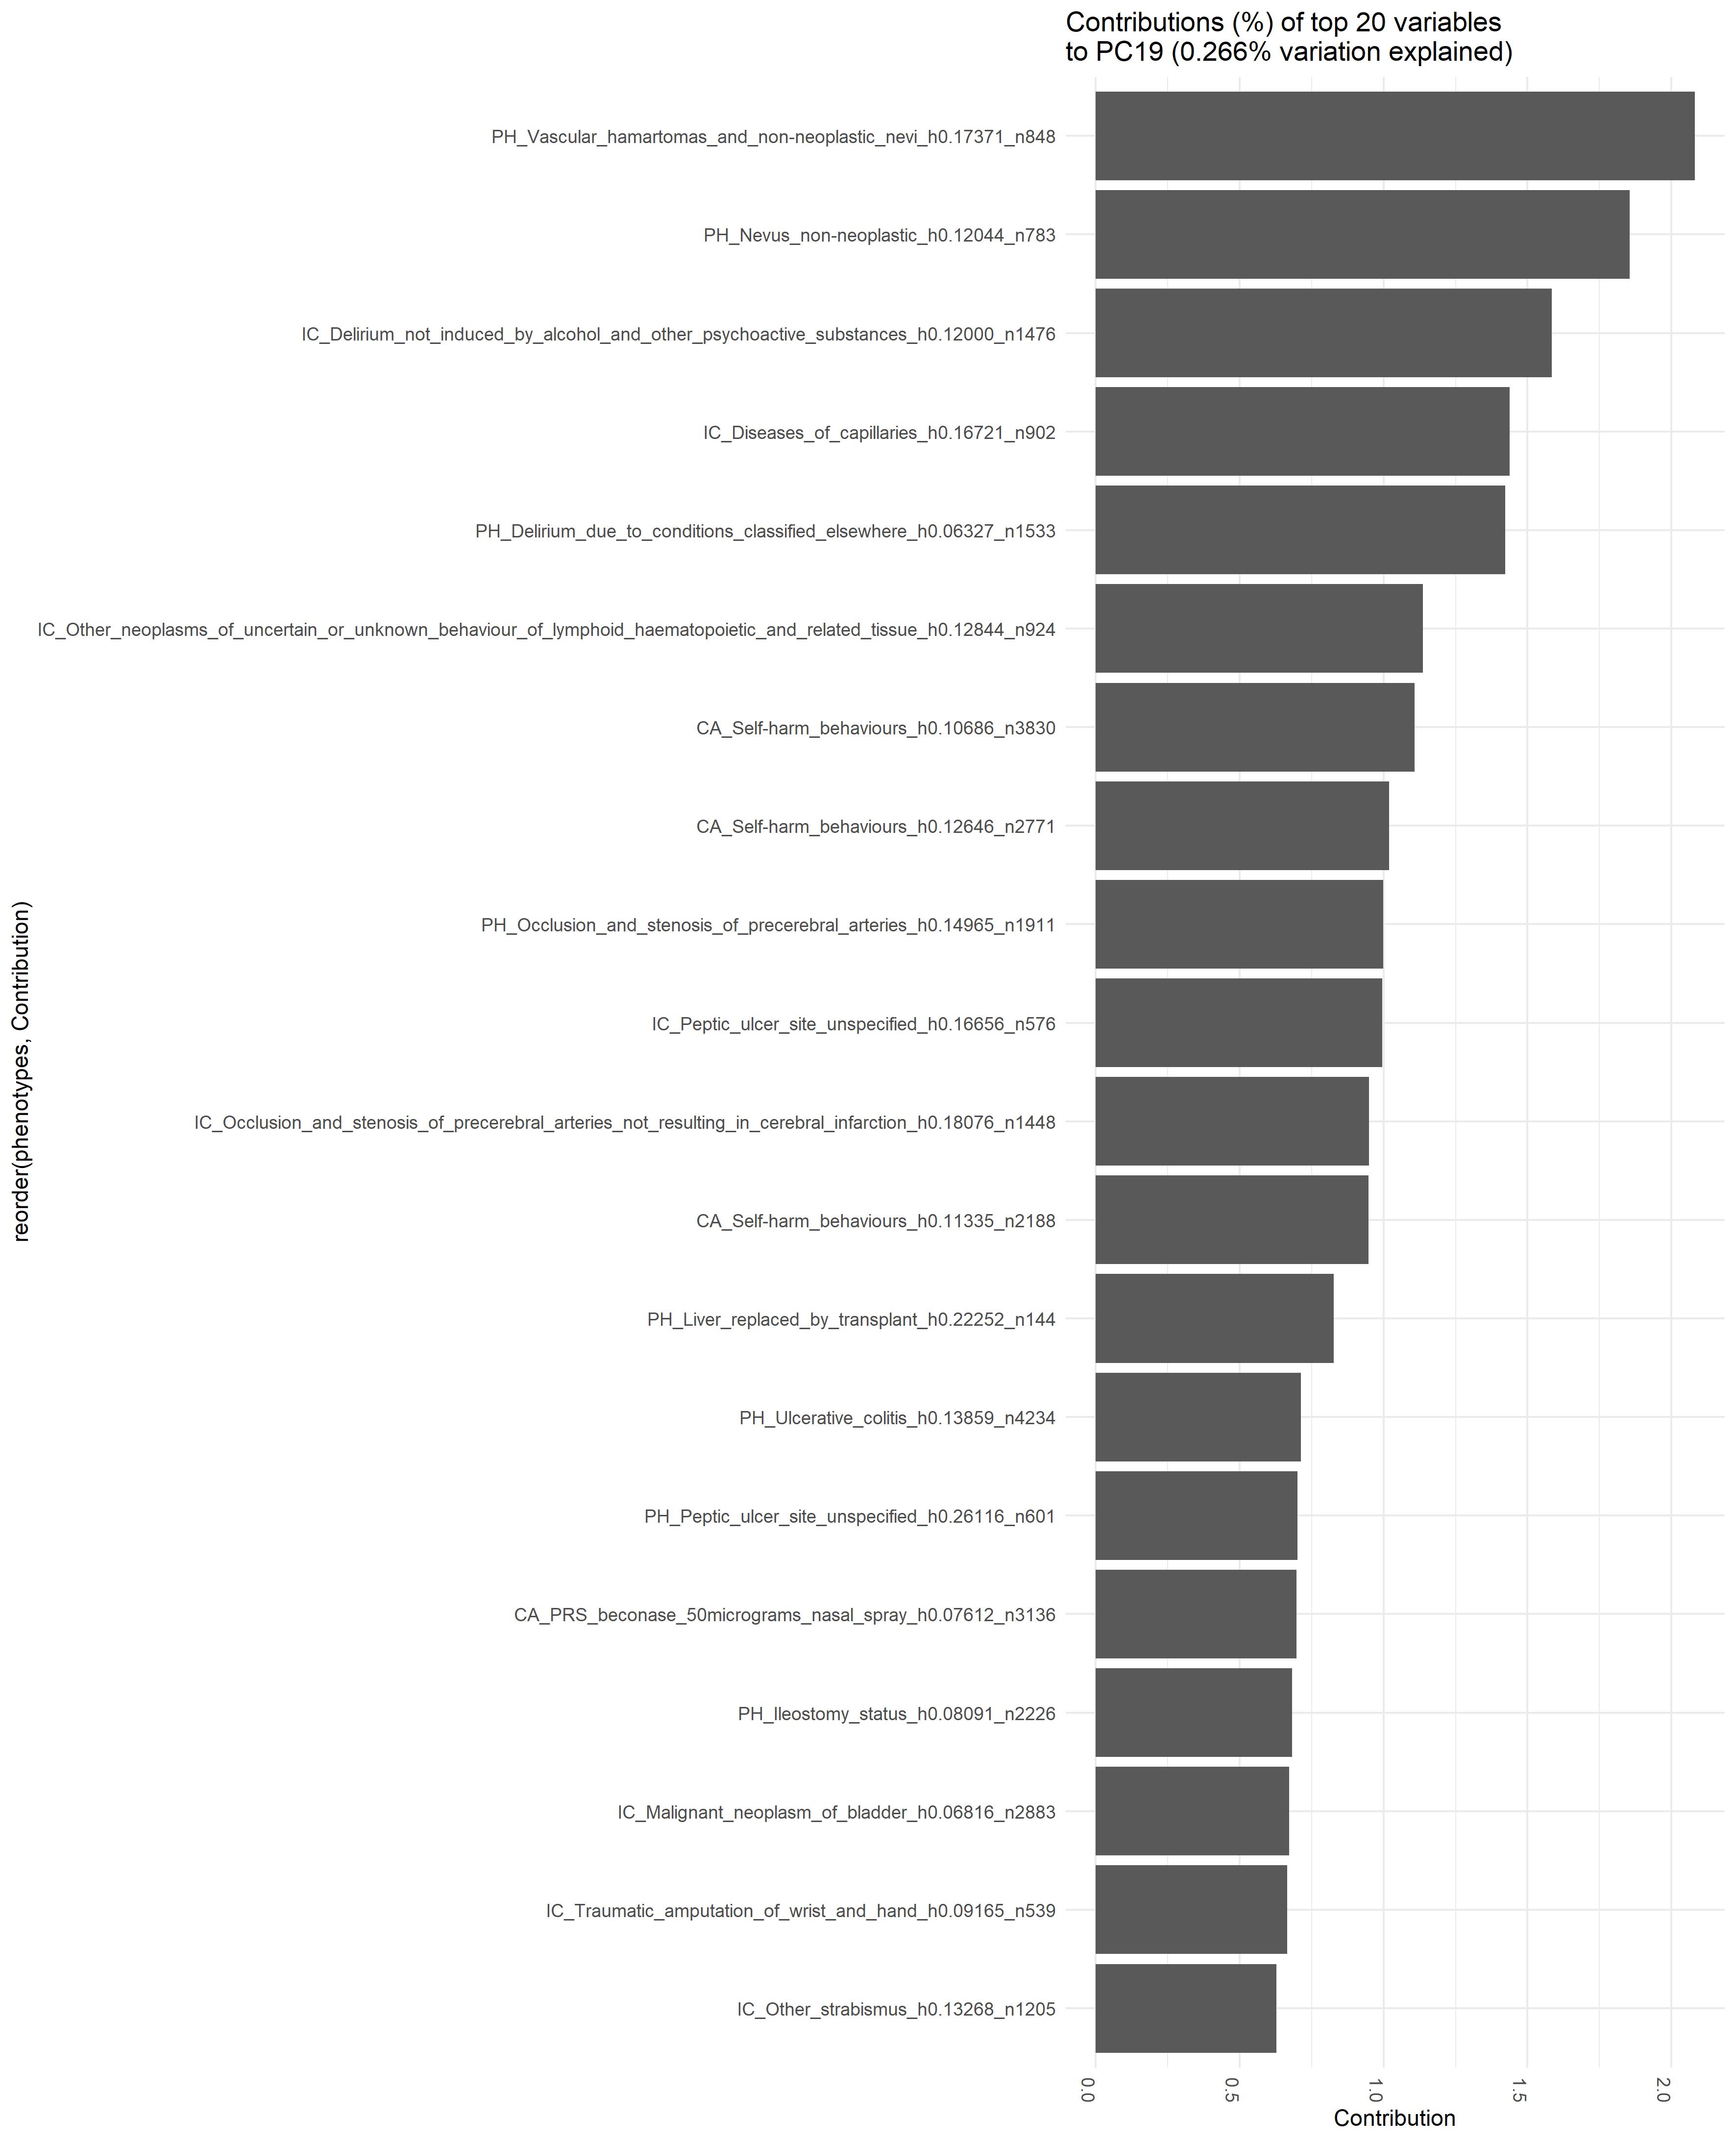 Contributions (%) of top 20 variables
to PC19 (0.266% variation explained)
PH_Vascular_hamartomas_and_non-neoplastic_nevi_h0.17371_n848
PH_Nevus_non-neoplastic_h0.12044_n783
IC_Delirium_not_induced_by_alcohol_and_other_psychoactive_substances_h0.12000_n1476
IC_Diseases_of_capillaries_h0.16721_n902
PH_Delirium_due_to_conditions_classified_elsewhere_h0.06327_n1533
IC_Other_neoplasms_of_uncertain_or_unknown_behaviour_of_lymphoid_haematopoietic_and_related_tissue_h0.12844_n924
CA_Self-harm_behaviours_h0.10686_n3830
CA_Self-harm_behaviours_h0.12646_n2771
PH_Occlusion_and_stenosis_of_precerebral_arteries_h0.14965_n1911
IC_Peptic_ulcer_site_unspecified_h0.16656_n576
IC_Occlusion_and_stenosis_of_precerebral_arteries_not_resulting_in_cerebral_infarction_h0.18076_n1448
CA_Self-harm_behaviours_h0.11335_n2188
PH_Liver_replaced_by_transplant_h0.22252_n144
PH_Ulcerative_colitis_h0.13859_n4234
PH_Peptic_ulcer_site_unspecified_h0.26116_n601
CA_PRS_beconase_50micrograms_nasal_spray_h0.07612_n3136
PH_Ileostomy_status_h0.08091_n2226
IC_Malignant_neoplasm_of_bladder_h0.06816_n2883
IC_Traumatic_amputation_of_wrist_and_hand_h0.09165_n539
IC_Other_strabismus_h0.13268_n1205
reorder(phenotypes, Contribution)
0.0
0.5
1.0
1.5
2.0
Contribution